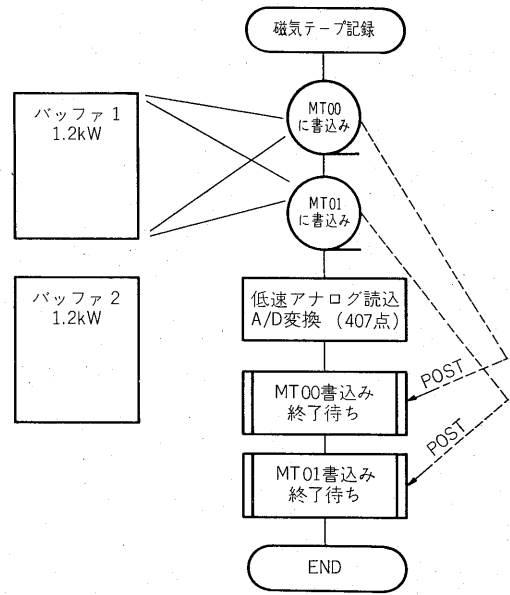 磁気テープ記録
バッファ1
1.2kW
MT00
に書込み
MT01
に書込み
バッファ2
1.2kW
低速アナログ読込
A/D変換 (407点)
POST
MT00書込み
終了待ち
POST
MT01書込み
終了待ち
END